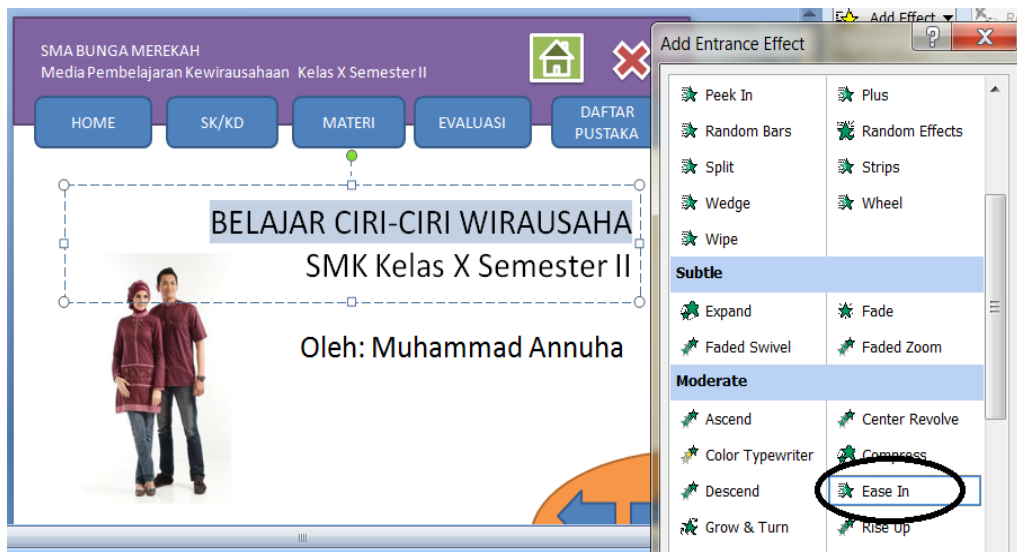 SMA BUNGA MEREKAH
Media Pembelajaran Kewirausahaan Kelas X Semester II
HOME
SK/KD
MATERI
EVALUASI
DAFTAR
PUSTAKA
BELAJAR CIRI-CIRI WIRAUSAHA
SMK Kelas X Semester II
Oleh: Muhammad Annuha
Add Effect
Add Entrance Effect
Peek In
Plus
Random Bars
Random Effects
Split
Strips
Wedge
Wheel
Wipe
Subtle
Expand
Fade
Faded Swivel
Faded Zoom
Moderate
Ascend
Center Revolve
Color Typewriter
Compress
Descend
Ease In
Grow & Turn
Rise Up